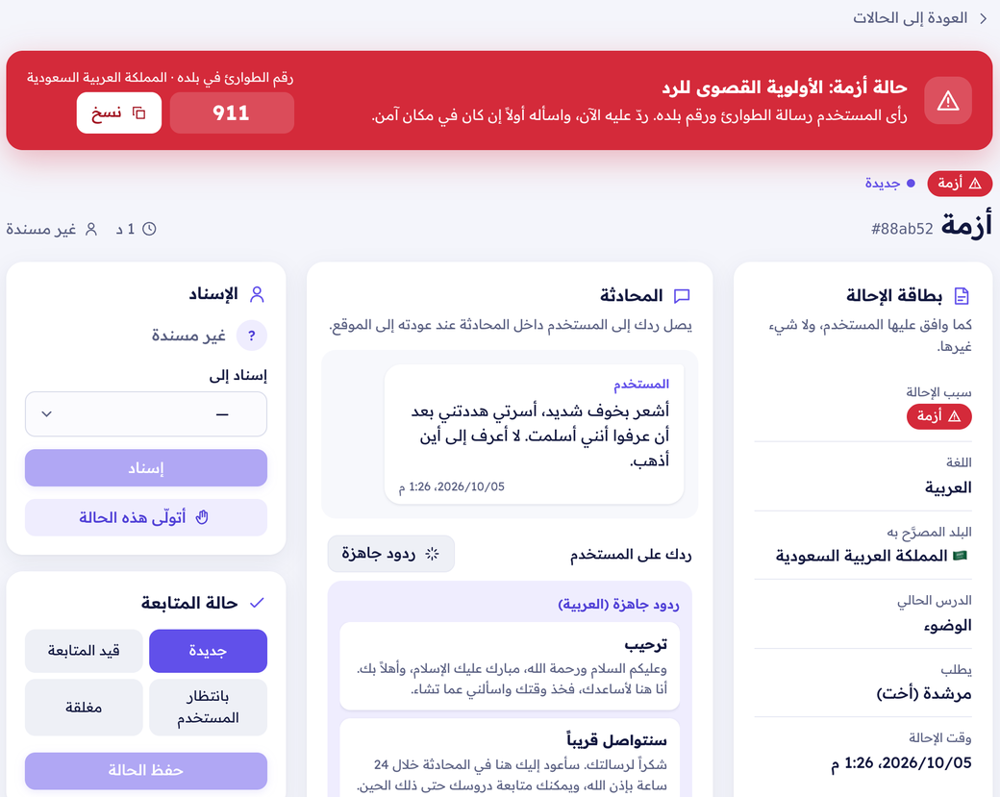 العودة إلى الحالات
حالة أزمة: الأولوية القصوى للرد
رأى المستخدم رسالة الطوارئ ورقم بلده. ردّ عليه الآن، واسأله أولاً إن كان في مكان آمن.
رقم الطوارئ في بلده · المملكة العربية السعودية
911
نسخ
أزمة
جديدة
أزمة
#88ab52
1 د
غير مسندة
بطاقة الإحالة
كما وافق عليها المستخدم، ولا شيء
غيرها.
سبب الإحالة
أزمة
اللغة
العربية
البلد المصرَّح به
المملكة العربية السعودية
الدرس الحالي
الوضوء
يطلب
مرشدة (أخت)
وقت الإحالة
2026/10/05، 1:26 م
المحادثة
يصل ردك إلى المستخدم داخل المحادثة عند عودته إلى الموقع.
المستخدم
أشعر بخوف شديد، أسرتي هددتني بعد
أن عرفوا أنني أسلمت. لا أعرف إلى أين
أذهب.
2026/10/05، 1:26 م
ردك على المستخدم
ردود جاهزة
ردود جاهزة (العربية)
ترحيب
وعليكم السلام ورحمة الله، مبارك عليك الإسلام، وأهلاً بك.
أنا هنا لأساعدك، فخذ وقتك واسألني عما تشاء.
سنتواصل قريباً
شكراً لرسالتك. سأعود إليك هنا في المحادثة خلال 24
ساعة بإذن الله، ويمكنك متابعة دروسك حتى ذلك الحين.
الإسناد
?
غير مسندة
إسناد إلى
—
إسناد
أتولّى هذه الحالة
حالة المتابعة
جديدة
قيد المتابعة
بانتظار
المستخدم
مغلقة
حفظ الحالة